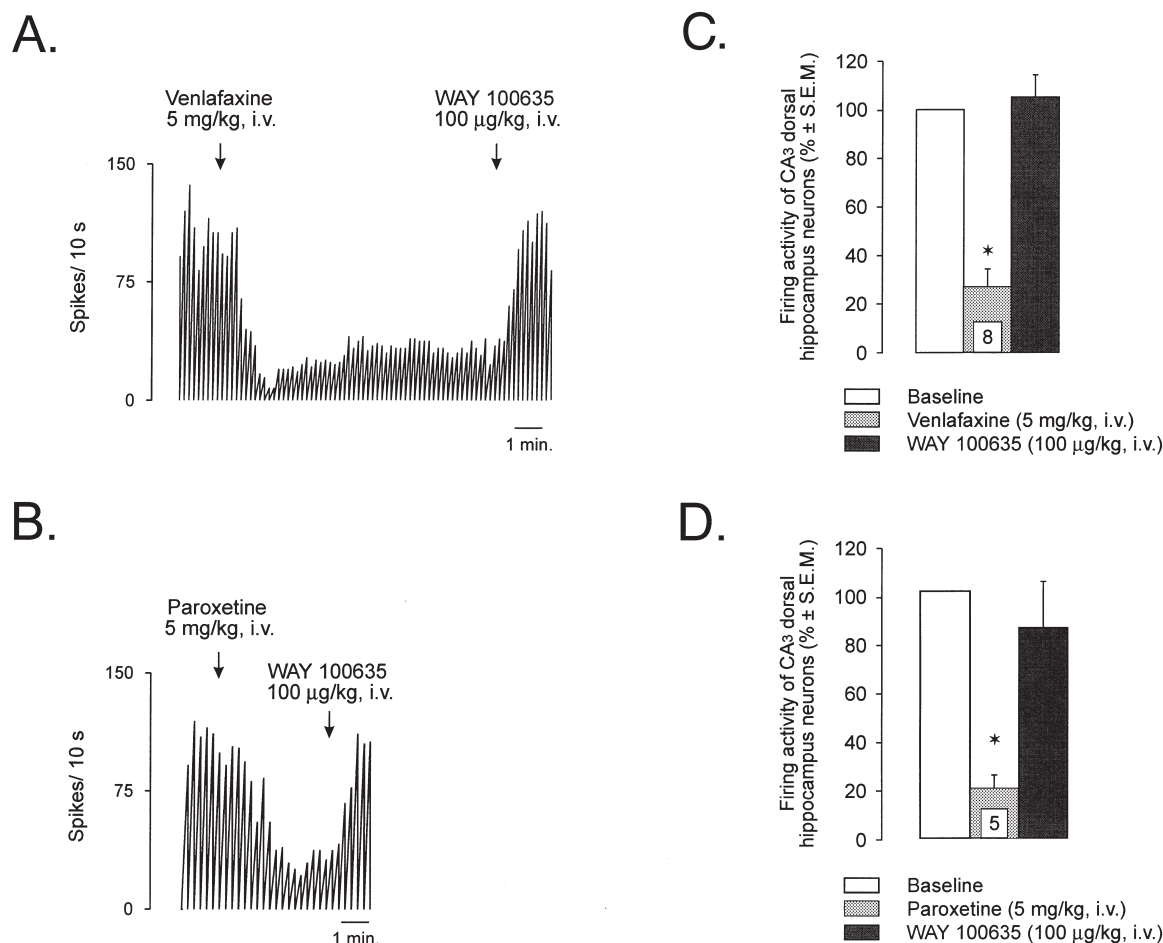 A.
Venlafaxine
5 mg/kg, i.v.
WAY 100635
100 µg/kg, i.v.
150
75
0
Spikes/ 10 s
1 min.
B.
Paroxetine
5 mg/kg, i.v.
WAY 100635
100 µg/kg, i.v.
150
75
0
Spikes/ 10 s
1 min.
C.
Firing activity of CA3 dorsal
hippocampus neurons (% ± S.E.M.)
120
100
80
60
40
20
0
*
8
Baseline
Venlafaxine (5 mg/kg, i.v.)
WAY 100635 (100 µg/kg, i.v.)
D.
Firing activity of CA3 dorsal
hippocampus neurons (% ± S.E.M.)
120
100
80
60
40
20
0
*
5
Baseline
Paroxetine (5 mg/kg, i.v.)
WAY 100635 (100 µg/kg, i.v.)